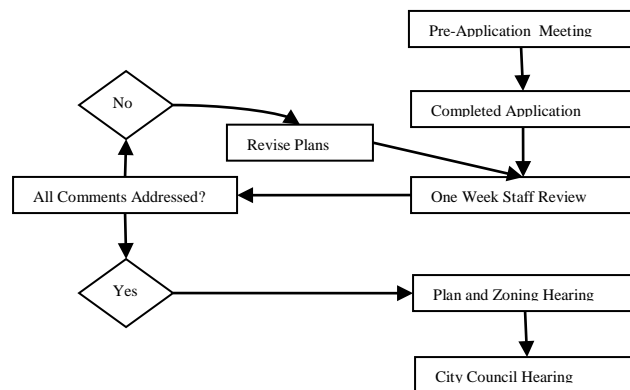 Pre-Application Meeting
No
Completed Application
Revise Plans
All Comments Addressed?
One Week Staff Review
Yes
Plan and Zoning Hearing
City Council Hearing